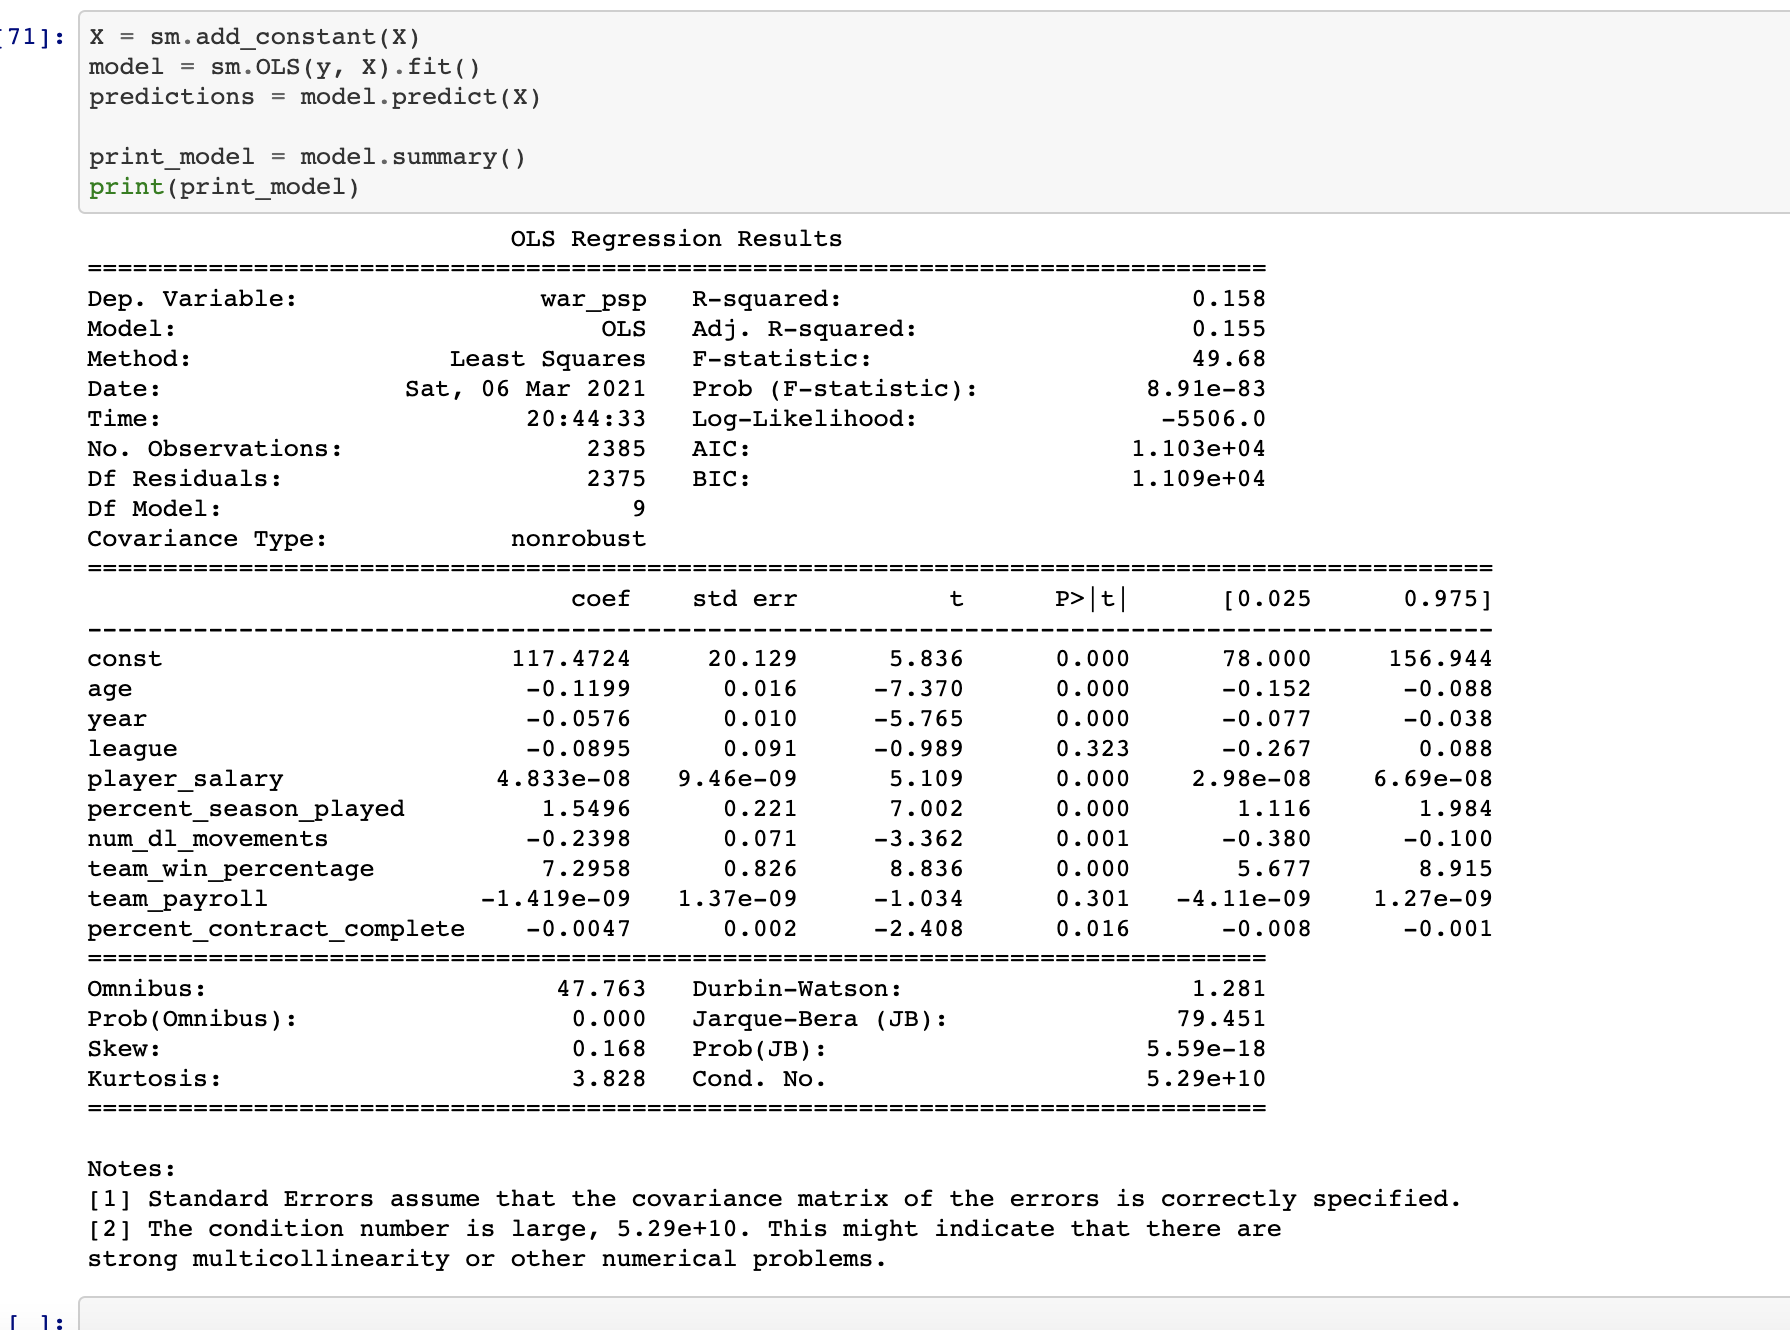 [71]: X = sm.add_constant(X)
model = sm.OLS(y, X).fit()
predictions = model.predict(X)
print_model = model.summary()
print(print_model)
OLS Regression Results
==============================================================================
Dep. Variable: war_psp R-squared: 0.158
Model: OLS Adj. R-squared: 0.155
Method: Least Squares F-statistic: 49.68
Date: Sat, 06 Mar 2021 Prob (F-statistic): 8.91e-83
Time: 20:44:33 Log-Likelihood: -5506.0
No. Observations: 2385 AIC: 1.103e+04
Df Residuals: 2375 BIC: 1.109e+04
Df Model: 9
Covariance Type: nonrobust
=============================================================================================
coef std err t P>|t| [0.025 0.975]
---------------------------------------------------------------------------------------------
const 117.4724 20.129 5.836 0.000 78.000 156.944
age -0.1199 0.016 -7.370 0.000 -0.152 -0.088
year -0.0576 0.010 -5.765 0.000 -0.077 -0.038
league -0.0895 0.091 -0.989 0.323 -0.267 0.088
player_salary 4.833e-08 9.46e-09 5.109 0.000 2.98e-08 6.69e-08
percent_season_played 1.5496 0.221 7.002 0.000 1.116 1.984
num_dl_movements -0.2398 0.071 -3.362 0.001 -0.380 -0.100
team_win_percentage 7.2958 0.826 8.836 0.000 5.677 8.915
team_payroll -1.419e-09 1.37e-09 -1.034 0.301 -4.11e-09 1.27e-09
percent_contract_complete -0.0047 0.002 -2.408 0.016 -0.008 -0.001
==============================================================================
Omnibus: 47.763 Durbin-Watson: 1.281
Prob(Omnibus): 0.000 Jarque-Bera (JB): 79.451
Skew: 0.168 Prob(JB): 5.59e-18
Kurtosis: 3.828 Cond. No. 5.29e+10
==============================================================================
Notes:
[1] Standard Errors assume that the covariance matrix of the errors is correctly specified.
[2] The condition number is large, 5.29e+10. This might indicate that there are
strong multicollinearity or other numerical problems.
[ ]: